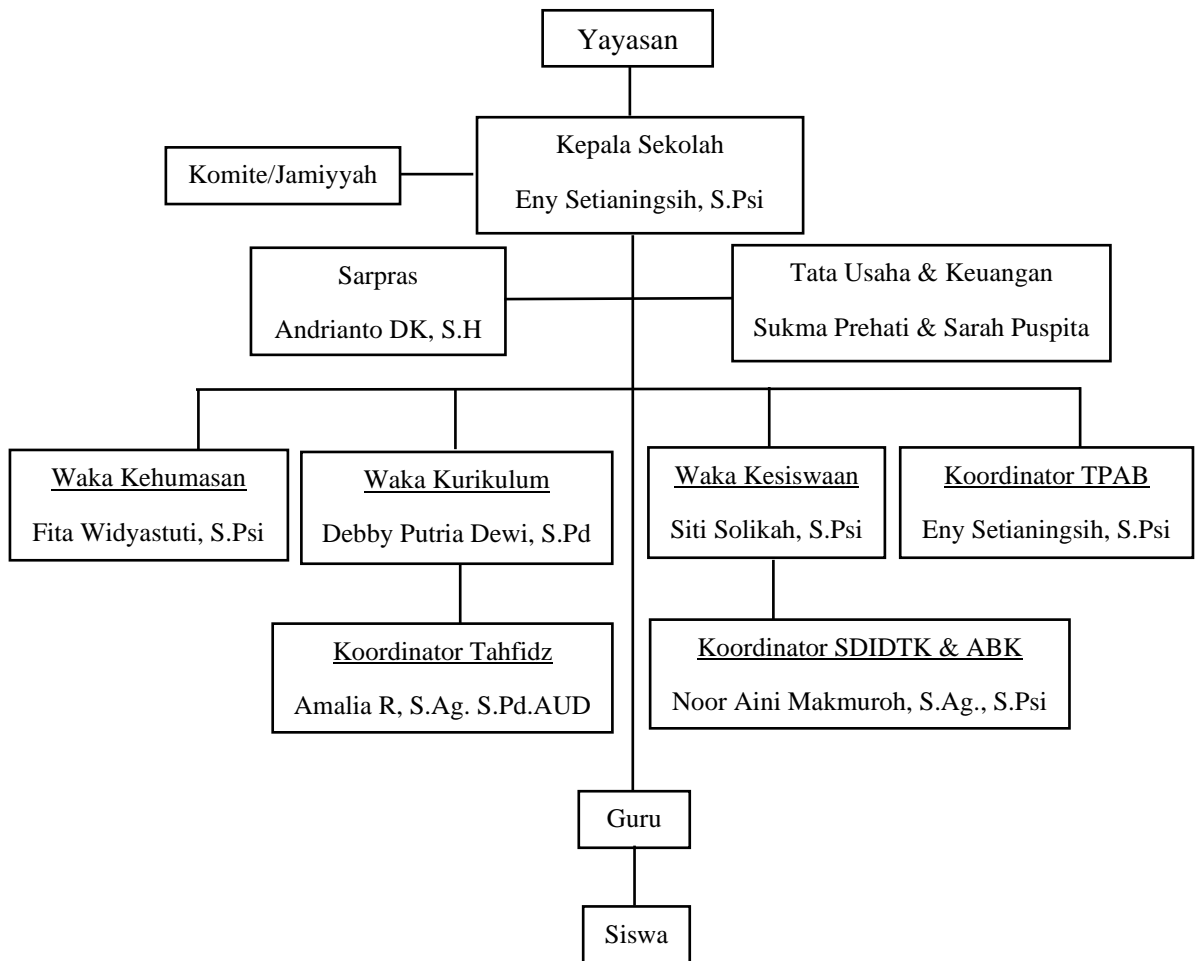 Yayasan
Kepala Sekolah
Eny Setianingsih, S.Psi
Komite/Jamiyyah
Sarpras
Andrianto DK, S.H
Tata Usaha & Keuangan
Sukma Prehati & Sarah Puspita
Waka Kehumasan
Fita Widyastuti, S.Psi
Waka Kurikulum
Debby Putria Dewi, S.Pd
Waka Kesiswaan
Siti Solikah, S.Psi
Koordinator TPAB
Eny Setianingsih, S.Psi
Koordinator Tahfidz
Amalia R, S.Ag. S.Pd.AUD
Koordinator SDIDTK & ABK
Noor Aini Makmuroh, S.Ag., S.Psi
Guru
Siswa